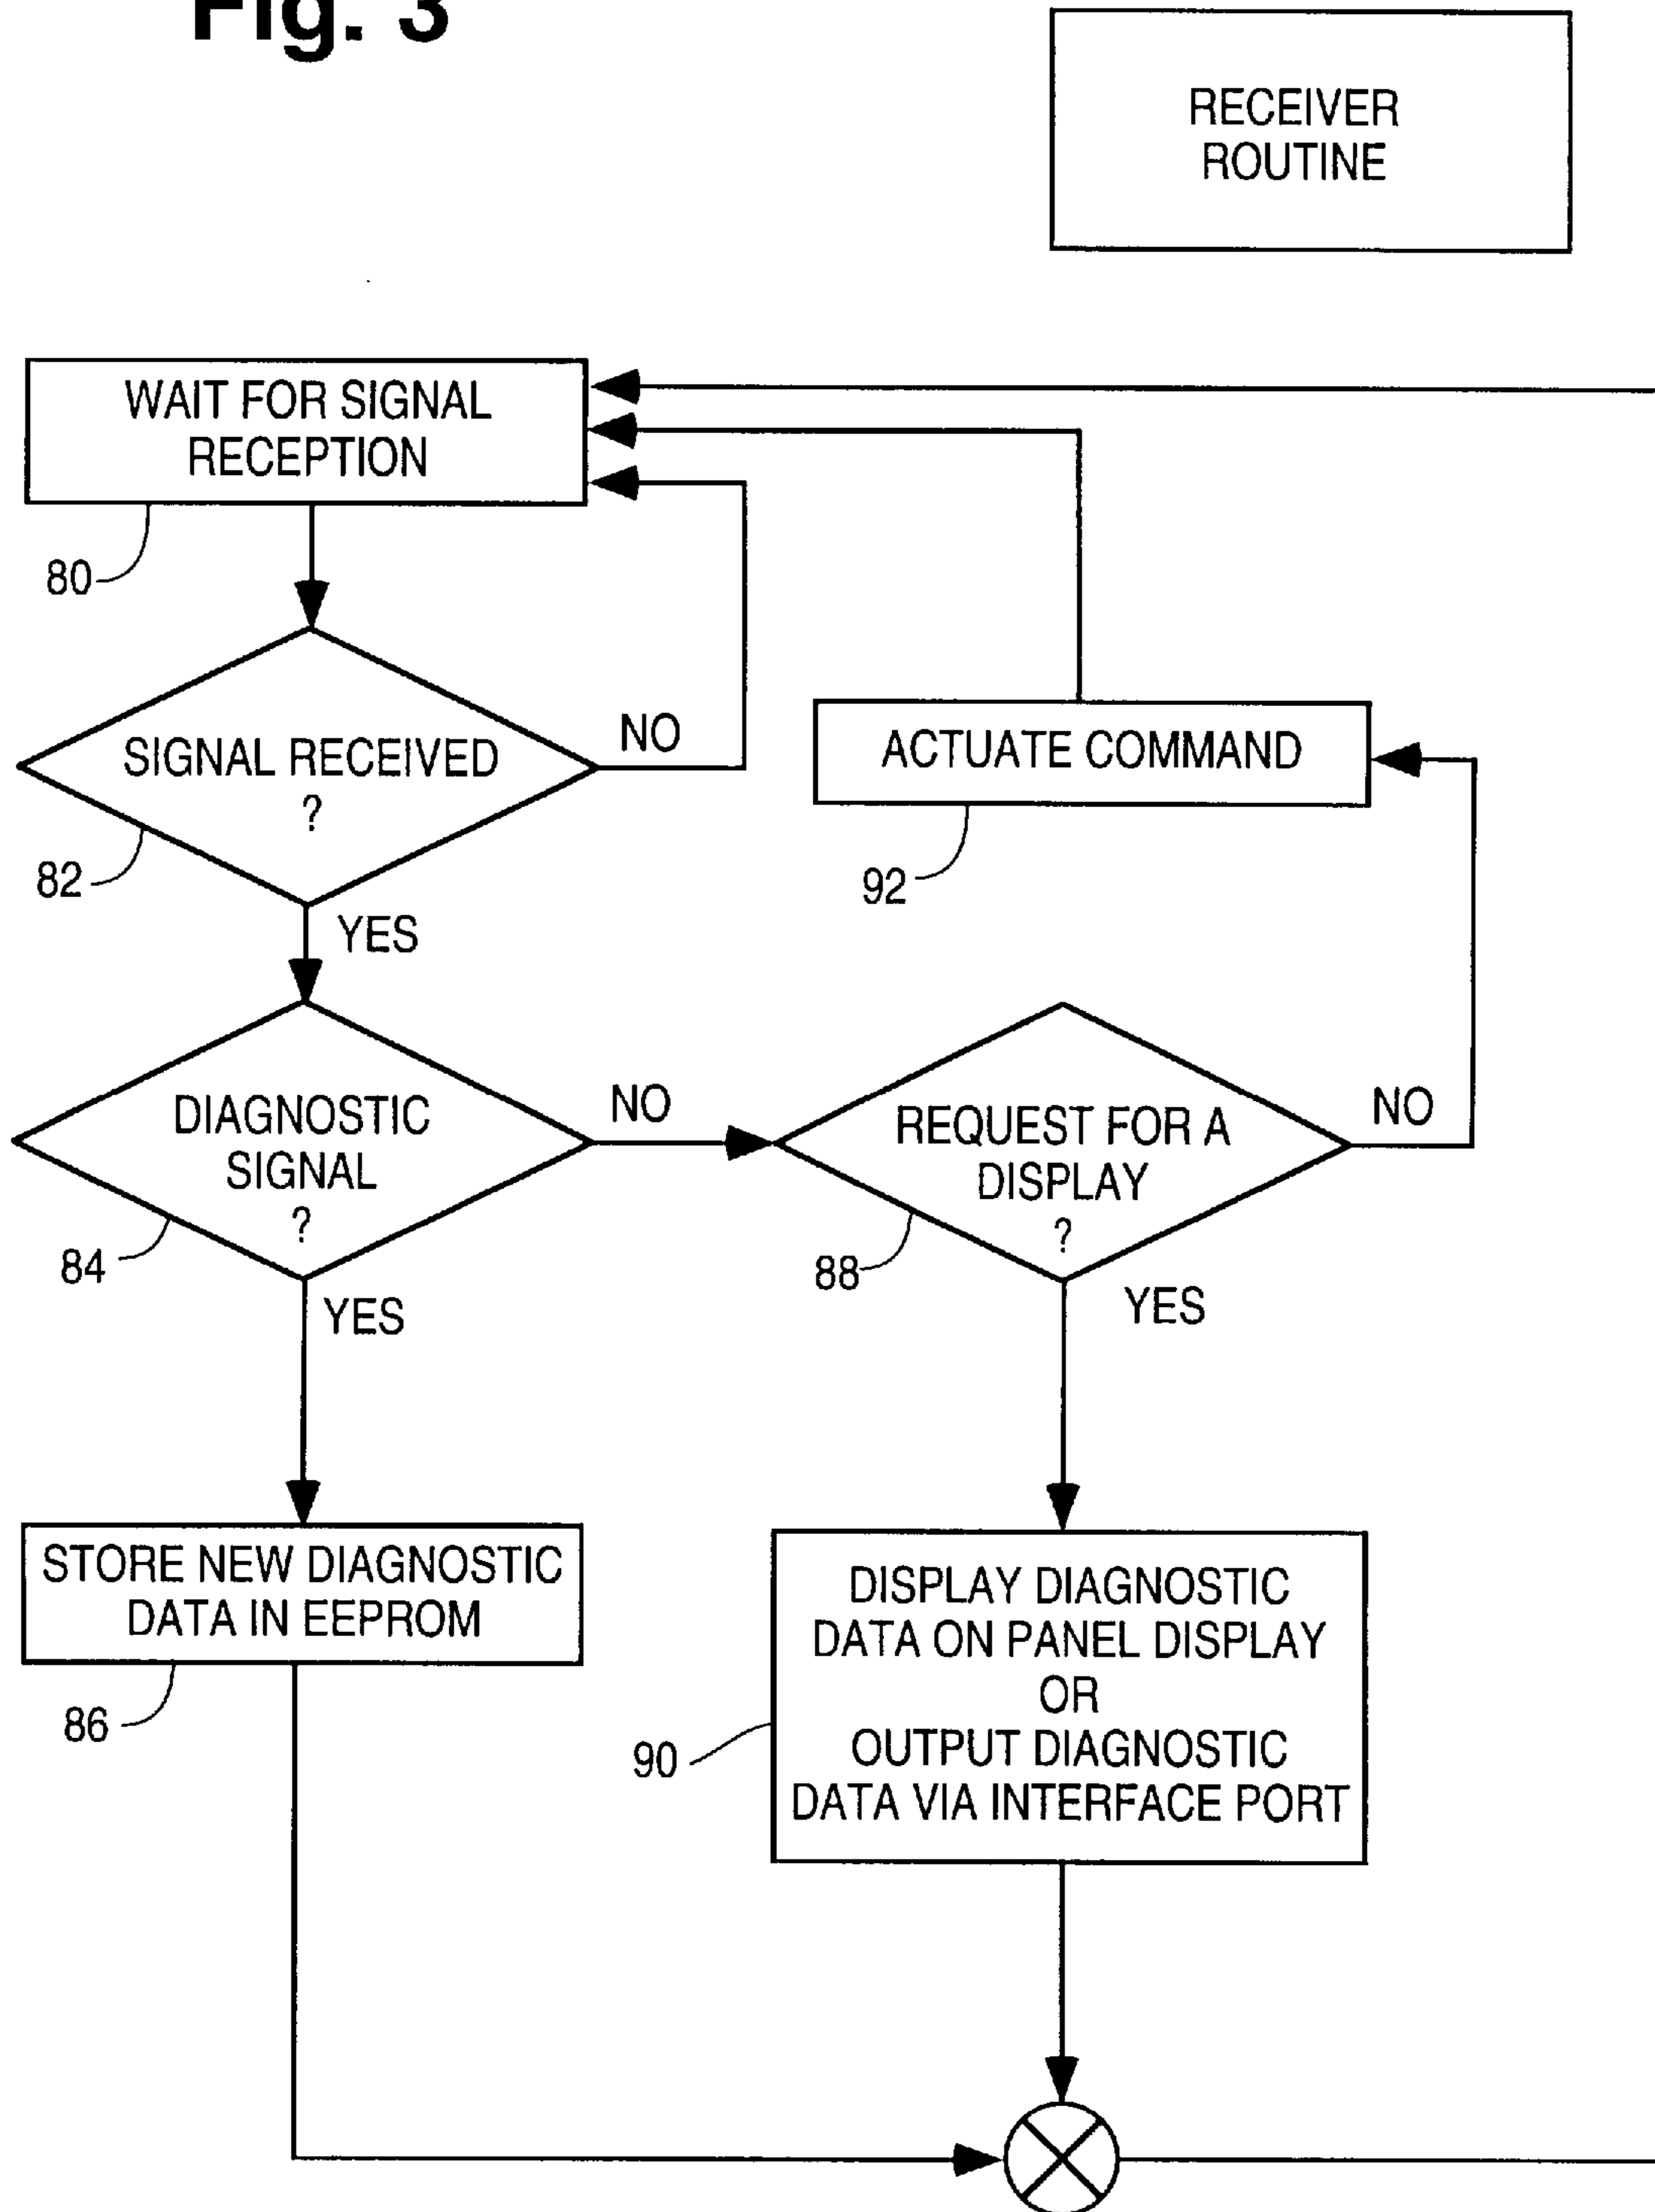 Fig. 3
RECEIVER
ROUTINE
WAIT FOR SIGNAL
RECEPTION
80
SIGNAL RECEIVED
?
NO
82
YES
ACTUATE COMMAND
92
DIAGNOSTIC
SIGNAL
?
NO
84
YES
REQUEST FOR A
DISPLAY
?
NO
88
YES
STORE NEW DIAGNOSTIC
DATA IN EEPROM
86
DISPLAY DIAGNOSTIC
DATA ON PANEL DISPLAY
OR
OUTPUT DIAGNOSTIC
DATA VIA INTERFACE PORT
90